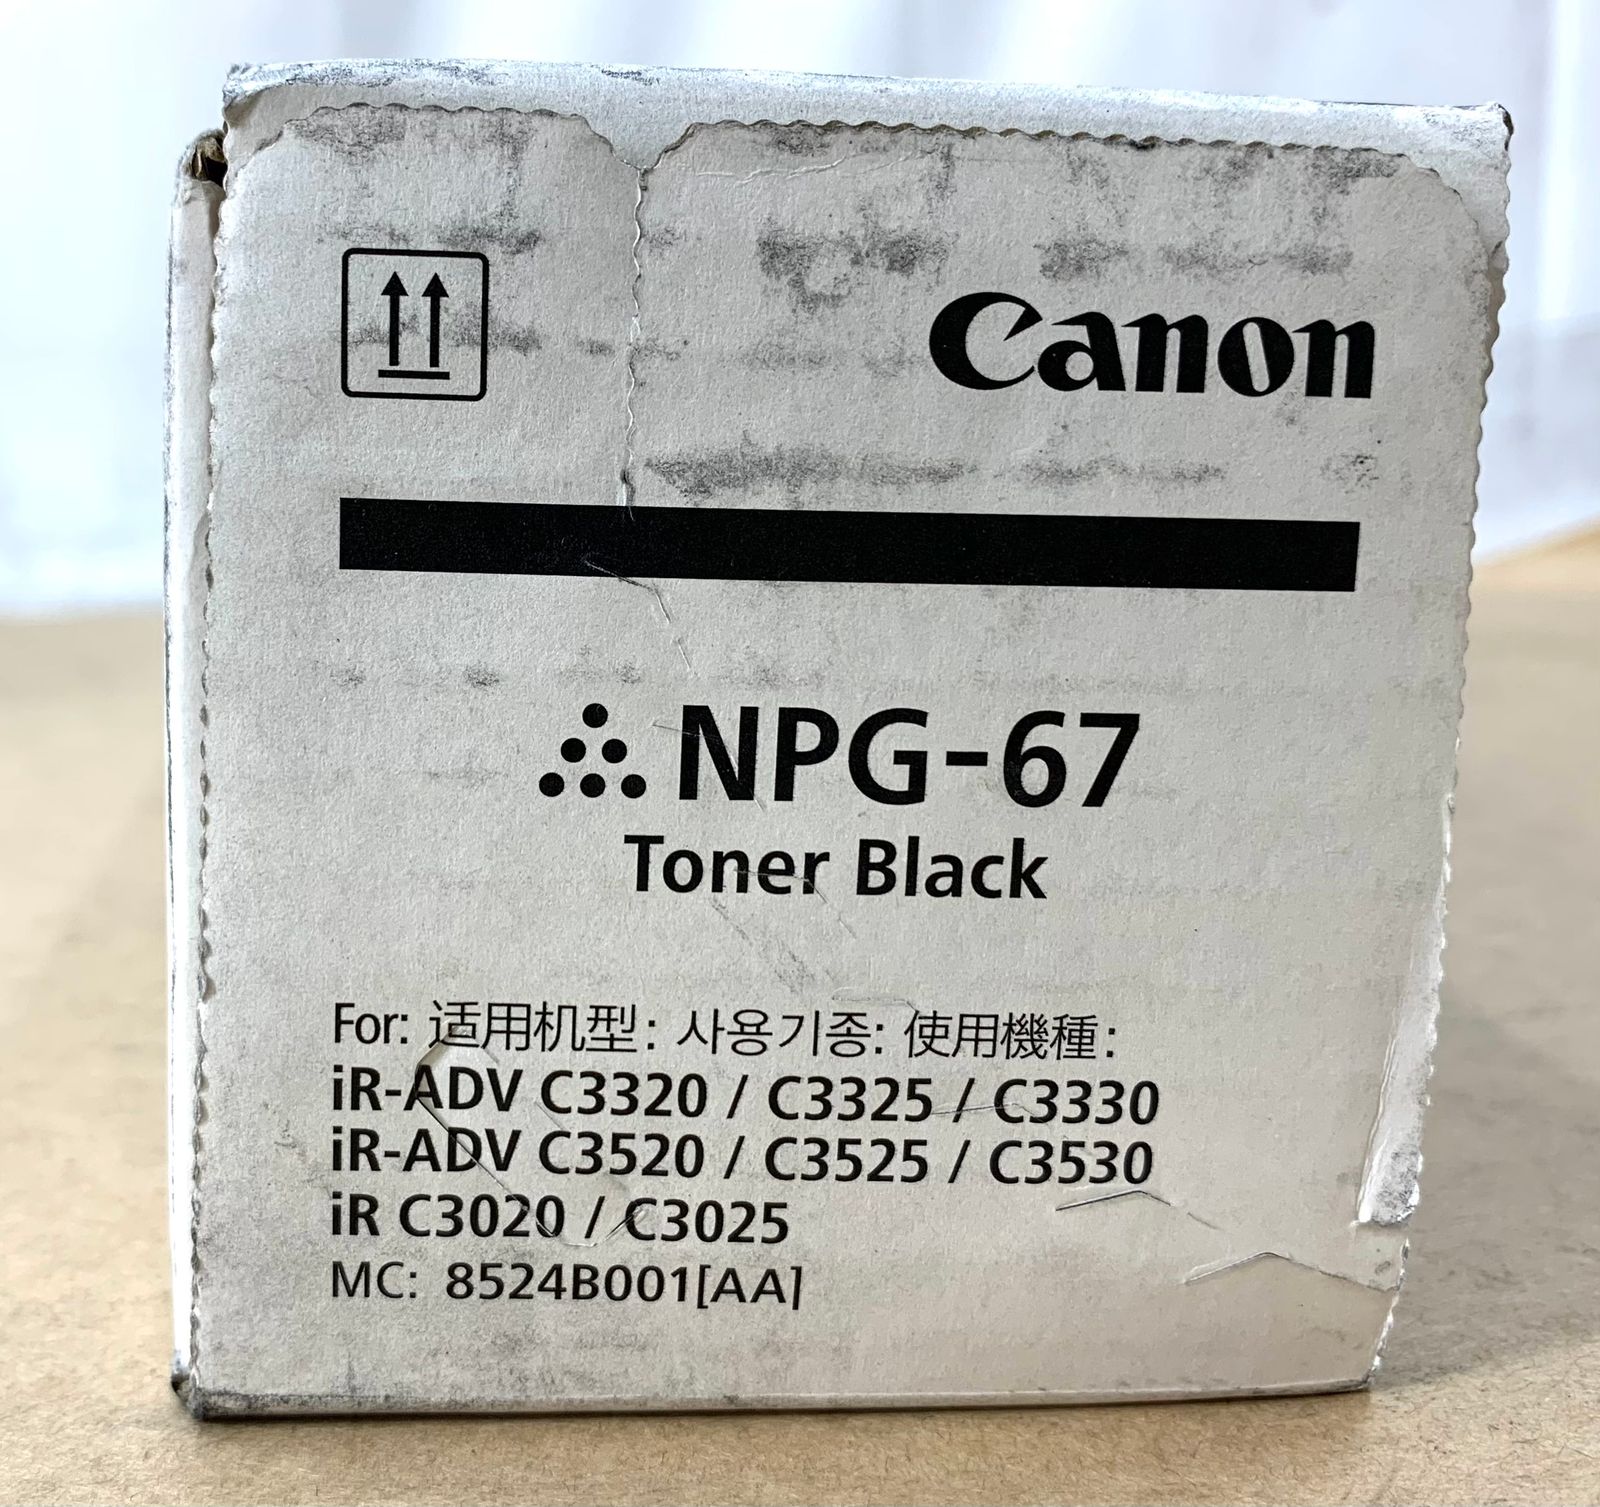 Canon
NPG-67
Toner Black
For: 适用机型: 사용기종: 使用機種:
iR-ADV C3320 / C3325 / C3330
iR-ADV C3520 / C3525 / C3530
iR C3020 / C3025
MC: 8524B001[AA]